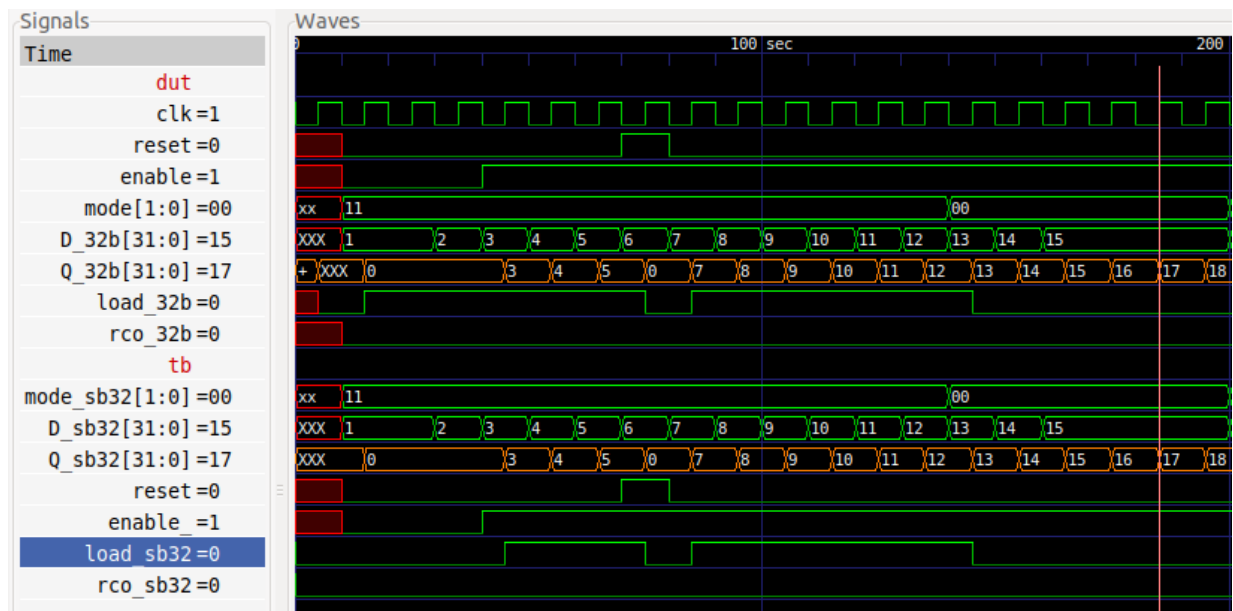 Signals Waves
Time 0 100 sec 200
dut
clk=1
reset=0
enable=1
mode[1:0]=00 xx 11 00
D_32b[31:0]=15 XXX 1 2 3 4 5 6 7 8 9 10 11 12 13 14 15
Q_32b[31:0]=17 + XXX 0 3 4 5 0 7 8 9 10 11 12 13 14 15 16 17 18
load_32b=0
rco_32b=0
tb
mode_sb32[1:0]=00 xx 11 00
D_sb32[31:0]=15 XXX 1 2 3 4 5 6 7 8 9 10 11 12 13 14 15
Q_sb32[31:0]=17 XXX 0 3 4 5 0 7 8 9 10 11 12 13 14 15 16 17 18
reset=0
enable_=1
load_sb32=0
rco_sb32=0